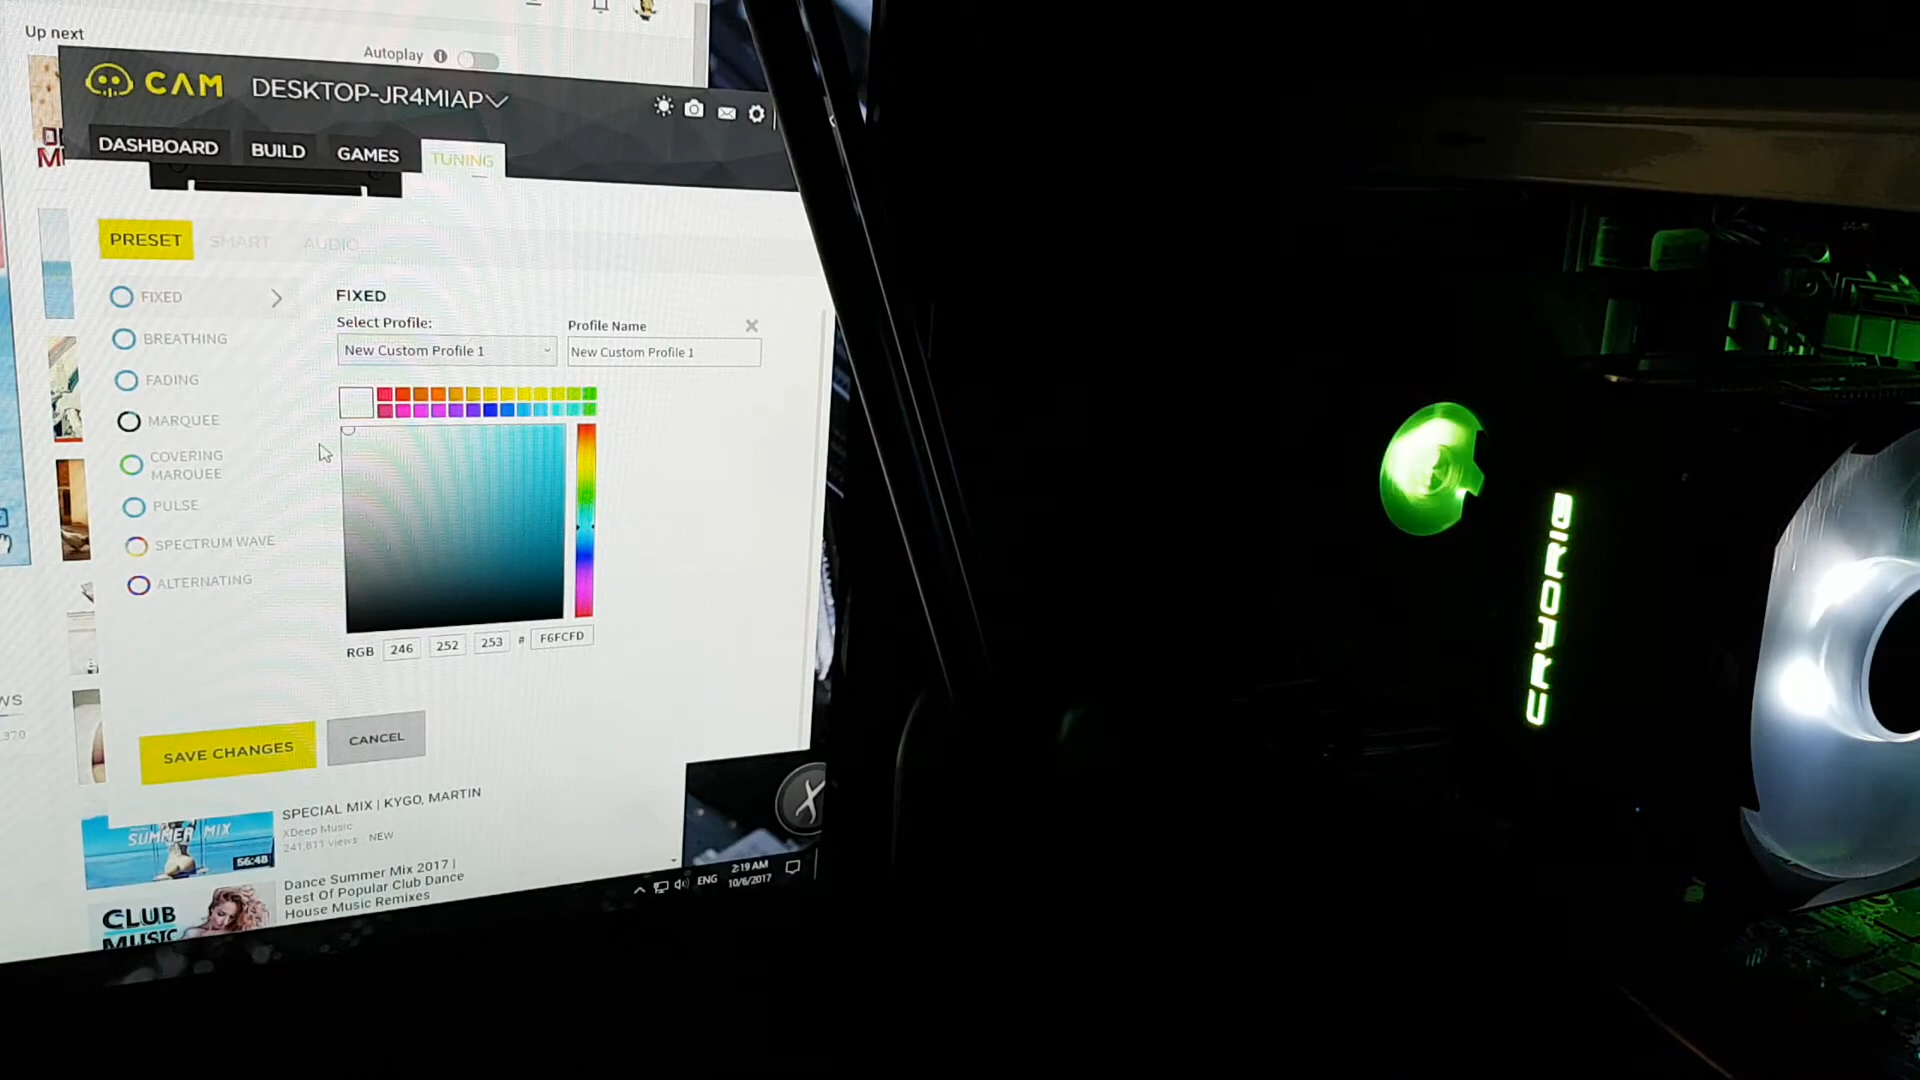 Up next
Autoplay
CAM
DESKTOP-JR4MIAP
DASHBOARD
BUILD
GAMES
TUNING
PRESET
SMART
AUDIO
FIXED
BREATHING
FADING
MARQUEE
COVERING
MARQUEE
PULSE
SPECTRUM WAVE
ALTERNATING
FIXED
Select Profile:
Profile Name
New Custom Profile 1
New Custom Profile 1
RGB 246 252 253 # F6FCFD
SAVE CHANGES
CANCEL
SPECIAL MIX | KYGO, MARTIN
XDeep Music
241,811 views NEW
SUMMER MIX
56:48
Dance Summer Mix 2017 |
Best Of Popular Club Dance
House Music Remixes
CLUB
MUSIC
ENG
2:19 AM
10/6/2017
CRYORIG